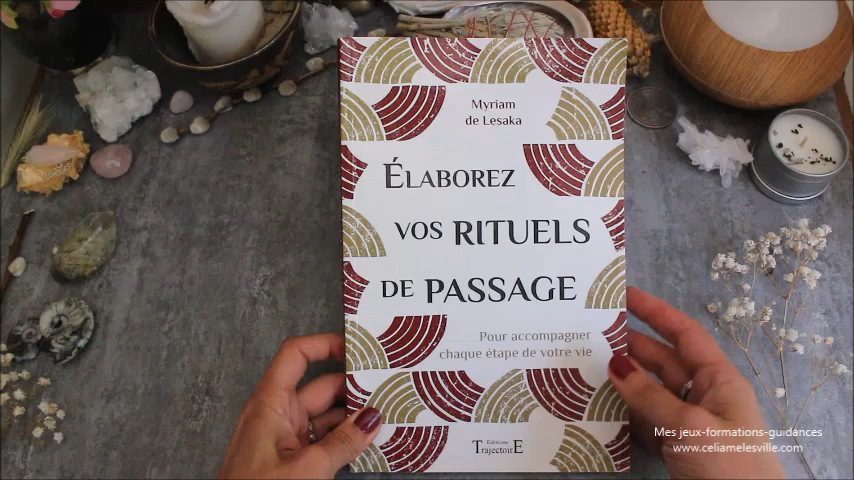 Myriam
de Lesaka
ÉLABOREZ
VOS RITUELS
DE PASSAGE
Pour accompagner
chaque étape de votre vie
Éditions
TrajectoirE
Mes jeux-formations-guidances
www.celiamelesville.com